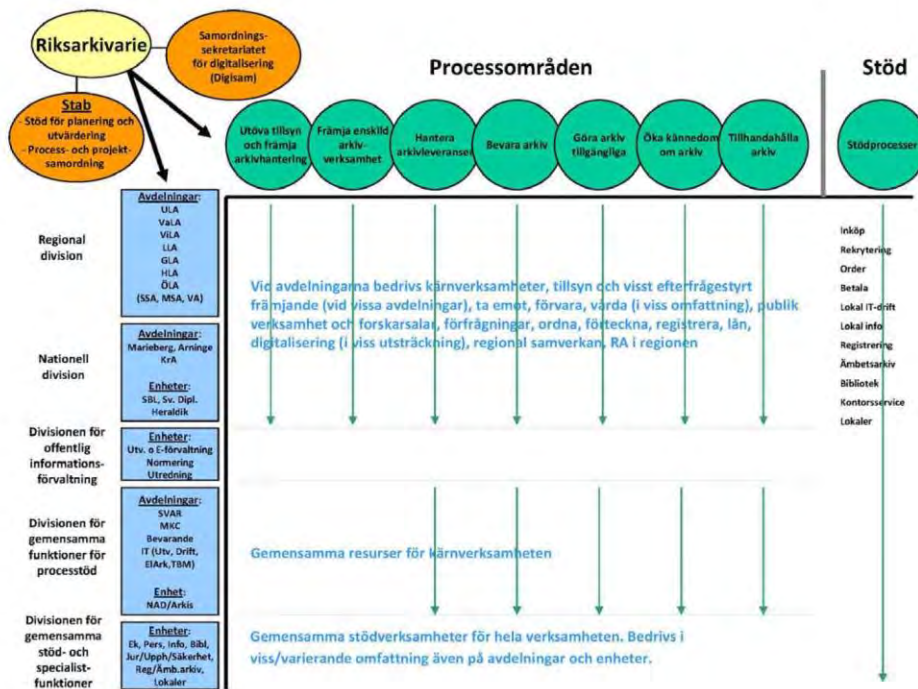 Riksarkivarie
Samordnings-
sekretariatet
för digitalisering
(Digisam)
Stab
- Stöd för planering och
utvärdering
- Process- och projekt-
samordning
Processområden
Stöd
Utöva tillsyn
och främja
arkivhantering
Främja enskild
arkiv-
verksamhet
Hantera
arkivleveranser
Bevara arkiv
Göra arkiv
tillgängliga
Öka kännedom
om arkiv
Tillhandahålla
arkiv
Stödprocesser
Regional
division
Avdelningar:
ULA
VaLA
ViLA
LLA
GLA
HLA
ÖLA
(SSA, MSA, VA)
Vid avdelningarna bedrivs kärnverksamheter, tillsyn och visst efterfrågestyrt
främjande (vid vissa avdelningar), ta emot, förvara, vårda (i viss omfattning), publik
verksamhet och forskarsalar, förfrågningar, ordna, förteckna, registrera, lån,
digitalisering (i viss utsträckning), regional samverkan, RA i regionen
Inköp
Rekrytering
Order
Betala
Lokal IT-drift
Lokal info
Registrering
Ämbetsarkiv
Bibliotek
Kontorsservice
Lokaler
Nationell
division
Avdelningar:
Marieberg, Arninge
KrA
Enheter:
SBL, Sv. Dipl.
Heraldik
Divisionen för
offentlig
informations-
förvaltning
Enheter:
Utv. o E-förvaltning
Normering
Utredning
Divisionen för
gemensamma
funktioner för
processtöd
Avdelningar:
SVAR
MKC
Bevarande
IT (Utv, Drift,
ElArk,TBM)
Enhet:
NAD/Arkis
Gemensamma resurser för kärnverksamheten
Divisionen för
gemensamma
stöd- och
specialist-
funktioner
Enheter:
Ek, Pers, Info, Bibl,
Jur/Upph/Säkerhet,
Reg/Ämb.arkiv,
Lokaler
Gemensamma stödverksamheter för hela verksamheten. Bedrivs i
viss/varierande omfattning även på avdelningar och enheter.